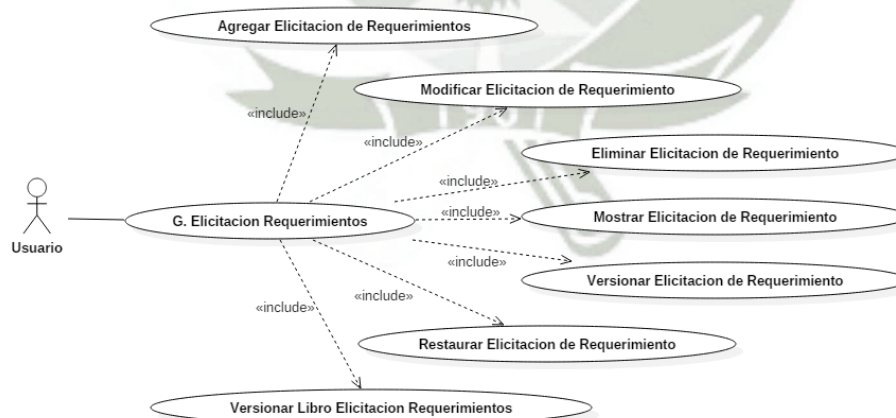 Agregar Elicitacion de Requerimientos
Modificar Elicitacion de Requerimiento
«include»
«include»
Eliminar Elicitacion de Requerimiento
«include»
«include»
Mostrar Elicitacion de Requerimiento
G. Elicitacion Requerimientos
Usuario
«include»
Versionar Elicitacion de Requerimiento
«include»
«include»
Restaurar Elicitacion de Requerimiento
Versionar Libro Elicitacion Requerimientos